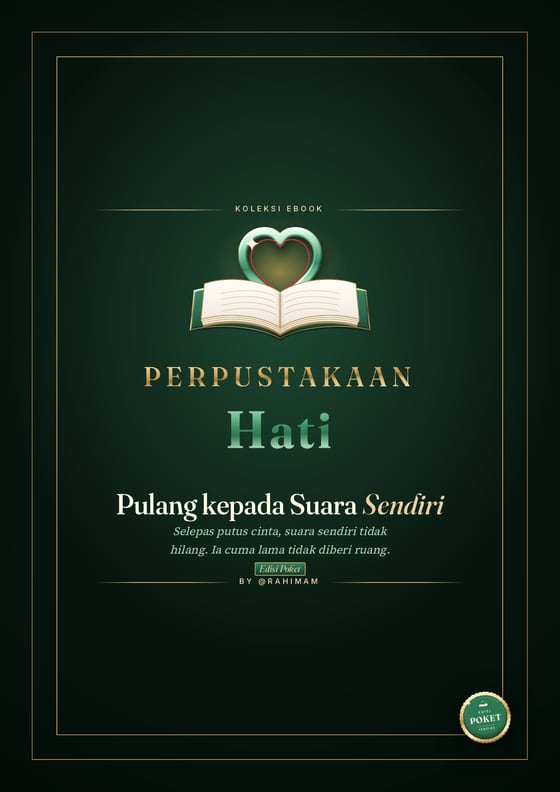 KOLEKSI EBOOK
PERPUSTAKAAN
Hati
Pulang kepada Suara Sendiri
Selepas putus cinta, suara sendiri tidak
hilang. Ia cuma lama tidak diberi ruang.
Edisi Poket
BY @RAHIMAM
EDISI
POKET